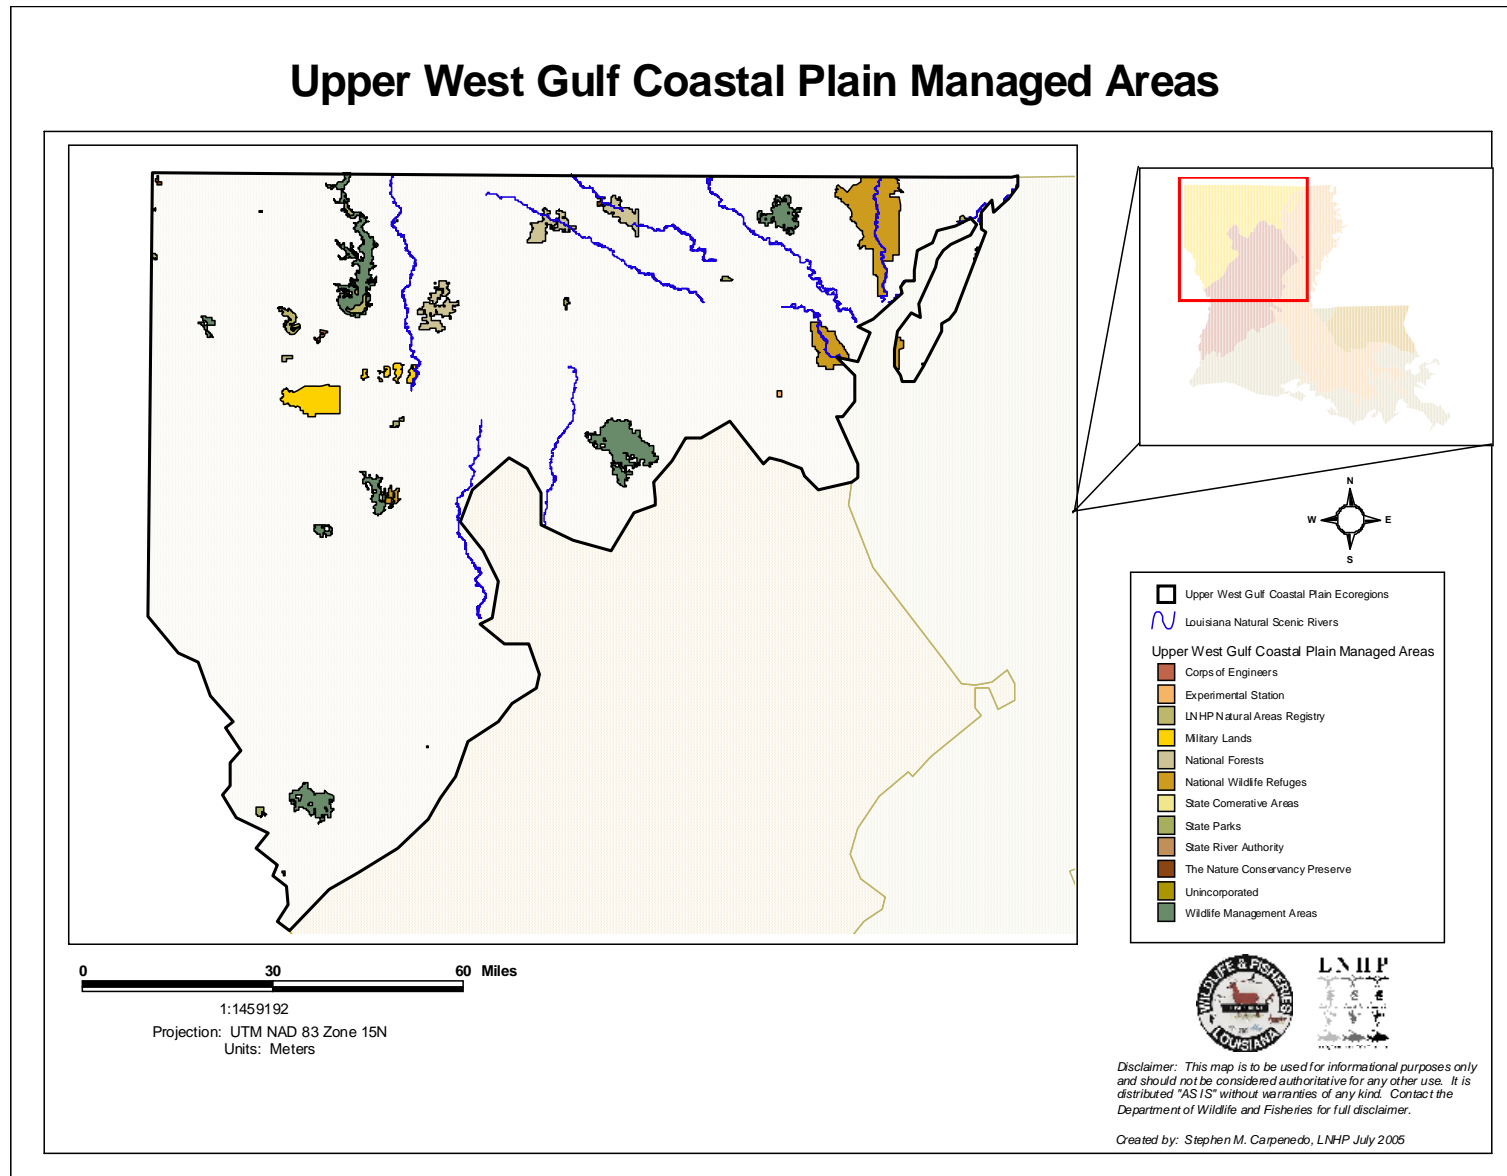 Upper West Gulf Coastal Plain Managed Areas
N
W
E
S
Upper West Gulf Coastal Plain Ecoregions
Louisiana Natural Scenic Rivers
Upper West Gulf Coastal Plain Managed Areas
Corps of Engineers
Experimental Station
LNHP Natural Areas Registry
Military Lands
National Forests
National Wildlife Refuges
State Comerative Areas
State Parks
State River Authority
The Nature Conservancy Preserve
Unincorporated
Wildlife Management Areas
0 30 60 Miles
1:1459192
Projection: UTM NAD 83 Zone 15N
Units: Meters
WILDLIFE & FISHERIES
LOUISIANA
LNHP
Disclaimer: This map is to be used for informational purposes only
and should not be considered authoritative for any other use. It is
distributed "AS IS" without warranties of any kind. Contact the
Department of Wildlife and Fisheries for full disclaimer.
Created by: Stephen M. Carpenedo, LNHP July 2005